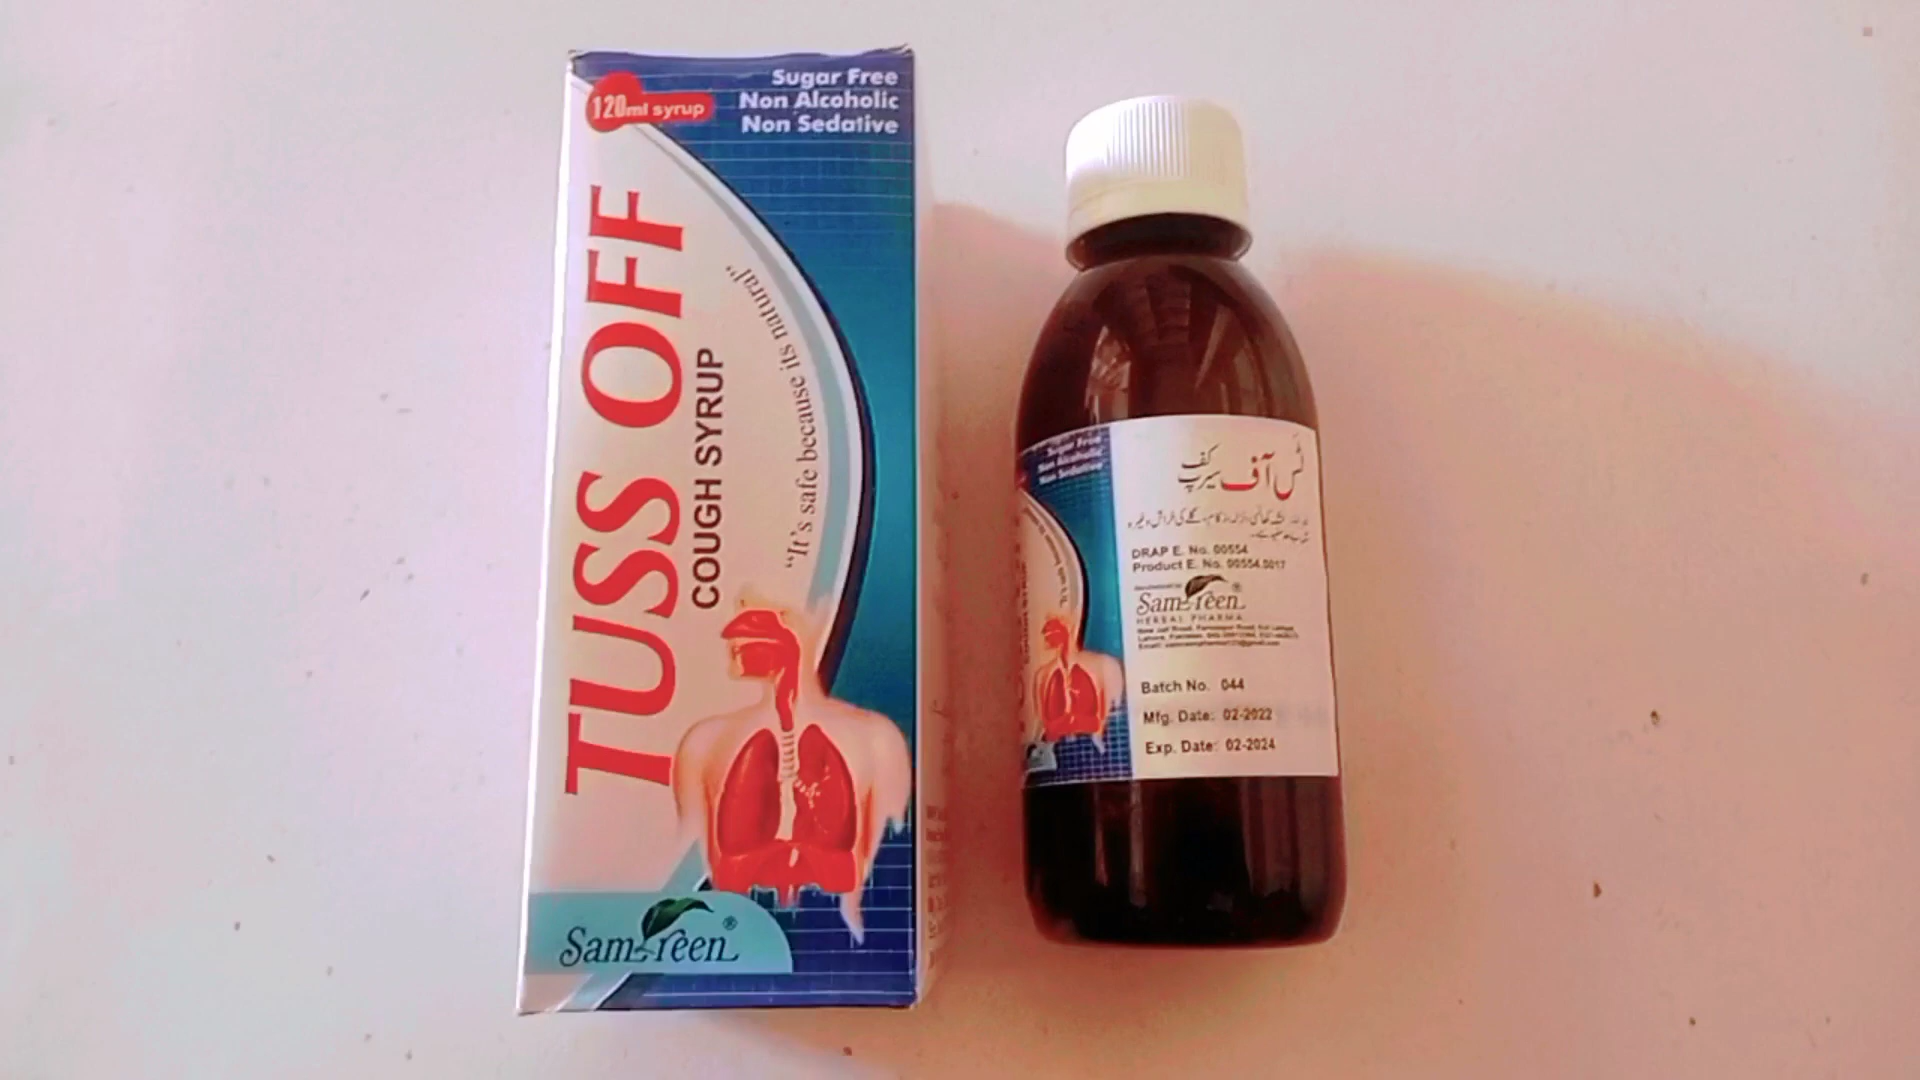 120ml syrup
Sugar Free
Non Alcoholic
Non Sedative
TUSS OFF
COUGH SYRUP
"It's safe because its natural"
Samreen®
Sugar Free
Non Alcoholic
Non Sedative
ٹس آف کف سیرپ
DRAP E. No. 00554
Product E. No. 00554.0017
Samreen®
HERBAL PHARMA
Lahore, Pakistan.
Batch No. 044
Mfg. Date: 02-2022
Exp. Date: 02-2024